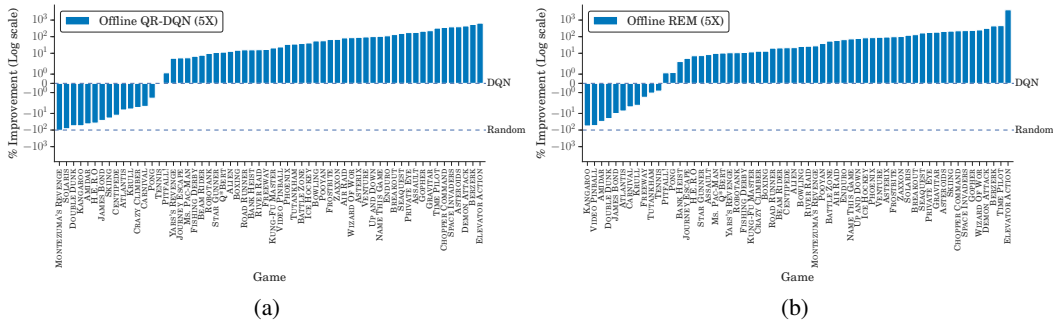 Offline QR-DQN (5X)
% Improvement (Log scale)
10³
10²
10¹
10⁰
−10⁰
−10¹
−10²
−10³
DQN
Random
Montezuma's Revenge
Solaris
Double Dunk
Kangaroo
Amidar
H.E.R.O
James Bond
Skiing
Centipede
Atlantis
Krull
Crazy Climber
Carnival
Pong
Tennis
Pitfall!
Yars's Revenge
Journey Escape
Ms. Pac-Man
Fishing Derby
Beam Rider
Robotank
Star Gunner
Q*Bert
Alien
Boxing
Road Runner
Bank Heist
River Raid
Freeway
Kung-Fu Master
Video Pinball
Phoenix
Tutankham
Battle Zone
Ice Hockey
Bowling
Pooyan
Frostbite
Zaxxon
Air Raid
Wizard Of Wor
Asterix
Venture
Up and Down
Name This Game
Enduro
Breakout
Seaquest
Private Eye
Assault
Gopher
Gravitar
Time Pilot
Chopper Command
Space Invaders
Asteroids
Demon Attack
Berzerk
Elevator Action
Game
(a)
Offline REM (5X)
% Improvement (Log scale)
10³
10²
10¹
10⁰
−10⁰
−10¹
−10²
−10³
DQN
Random
Kangaroo
Video Pinball
Amidar
Double Dunk
James Bond
Atlantis
Carnival
Krull
Freeway
Tutankham
Tennis
Pitfall!
Pong
Bank Heist
Journey Escape
H.E.R.O
Star Gunner
Assault
Ms. Pac-Man
Q*Bert
Yars's Revenge
Robotank
Fishing Derby
Kung-Fu Master
Crazy Climber
Boxing
Road Runner
Beam Rider
Centipede
Alien
Bowling
River Raid
Montezuma's Revenge
Pooyan
Battle Zone
Air Raid
Enduro
Name This Game
Up and Down
Ice Hockey
Phoenix
Venture
Asterix
Frostbite
Zaxxon
Solaris
Breakout
Seaquest
Private Eye
Gravitar
Asteroids
Skiing
Chopper Command
Space Invaders
Gopher
Wizard Of Wor
Demon Attack
Berzerk
Time Pilot
Elevator Action
Game
(b)